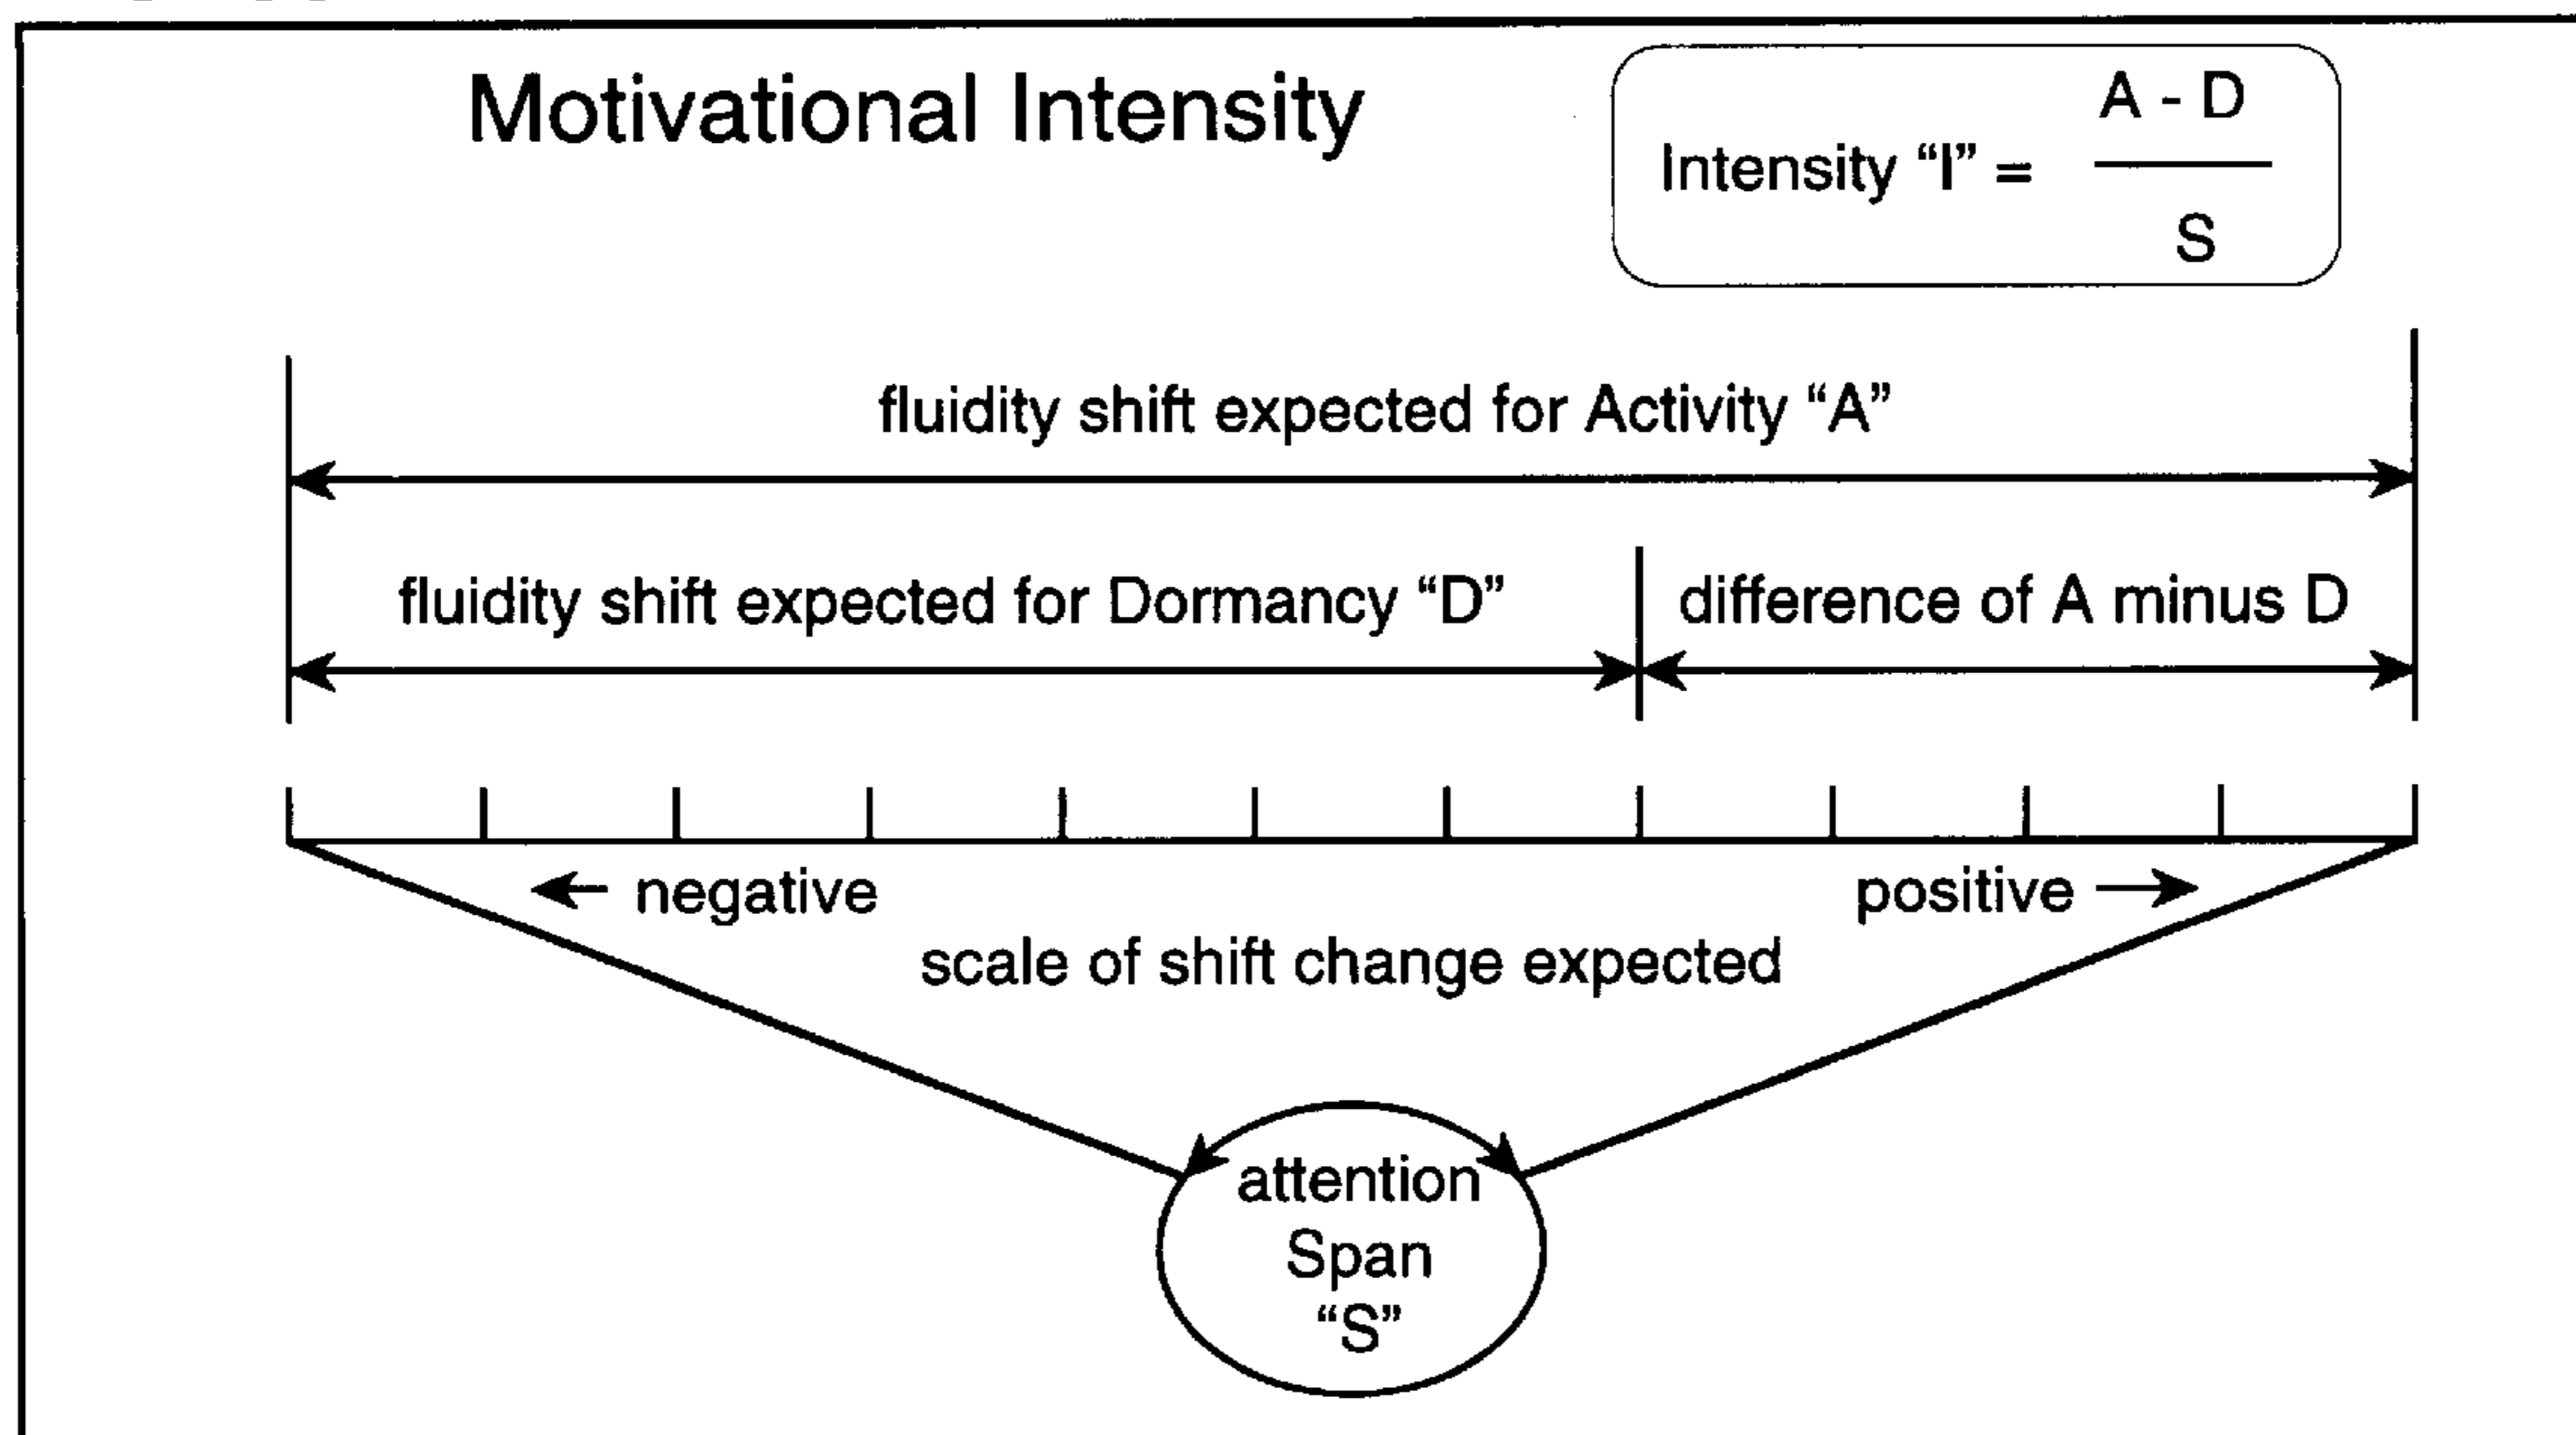 Motivational Intensity
A - D
Intensity “I” =
S
fluidity shift expected for Activity “A”
fluidity shift expected for Dormancy “D”
difference of A minus D
negative
positive
scale of shift change expected
attention
Span
“S”